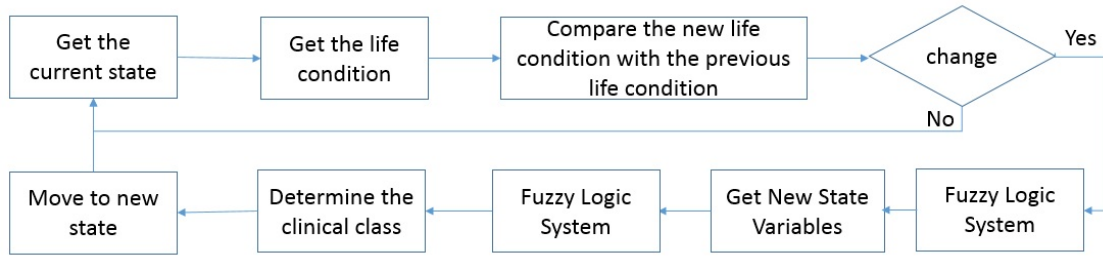 Get the
current state
Get the life
condition
Compare the new life
condition with the previous
life condition
change
Yes
No
Move to new
state
Determine the
clinical class
Fuzzy Logic
System
Get New State
Variables
Fuzzy Logic
System